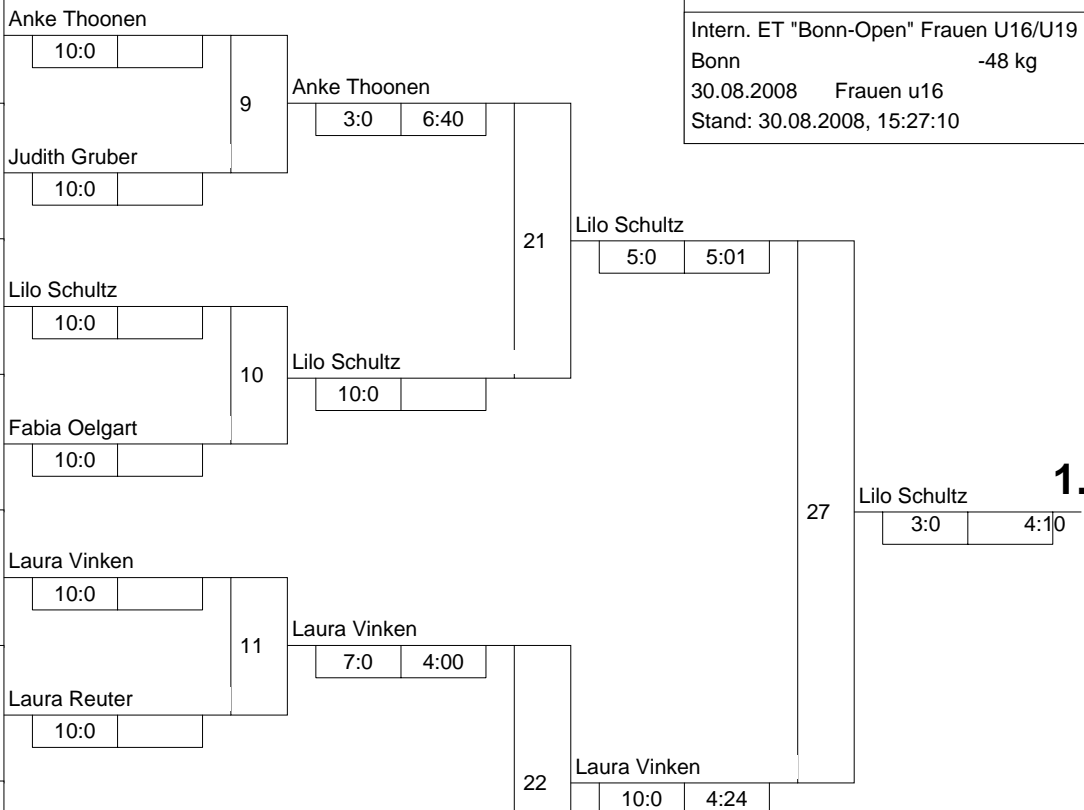 Anke Thoonen
10:0
Intern. ET "Bonn-Open" Frauen U16/U19
Bonn -48 kg
30.08.2008 Frauen u16
Stand: 30.08.2008, 15:27:10
9
Anke Thoonen
3:0 6:40
Judith Gruber
10:0
21
Lilo Schultz
5:0 5:01
Lilo Schultz
10:0
10
Lilo Schultz
10:0
Fabia Oelgart
10:0
27
Lilo Schultz 1.
3:0 4:10
Laura Vinken
10:0
11
Laura Vinken
7:0 4:00
Laura Reuter
10:0
22
Laura Vinken
10:0 4:24